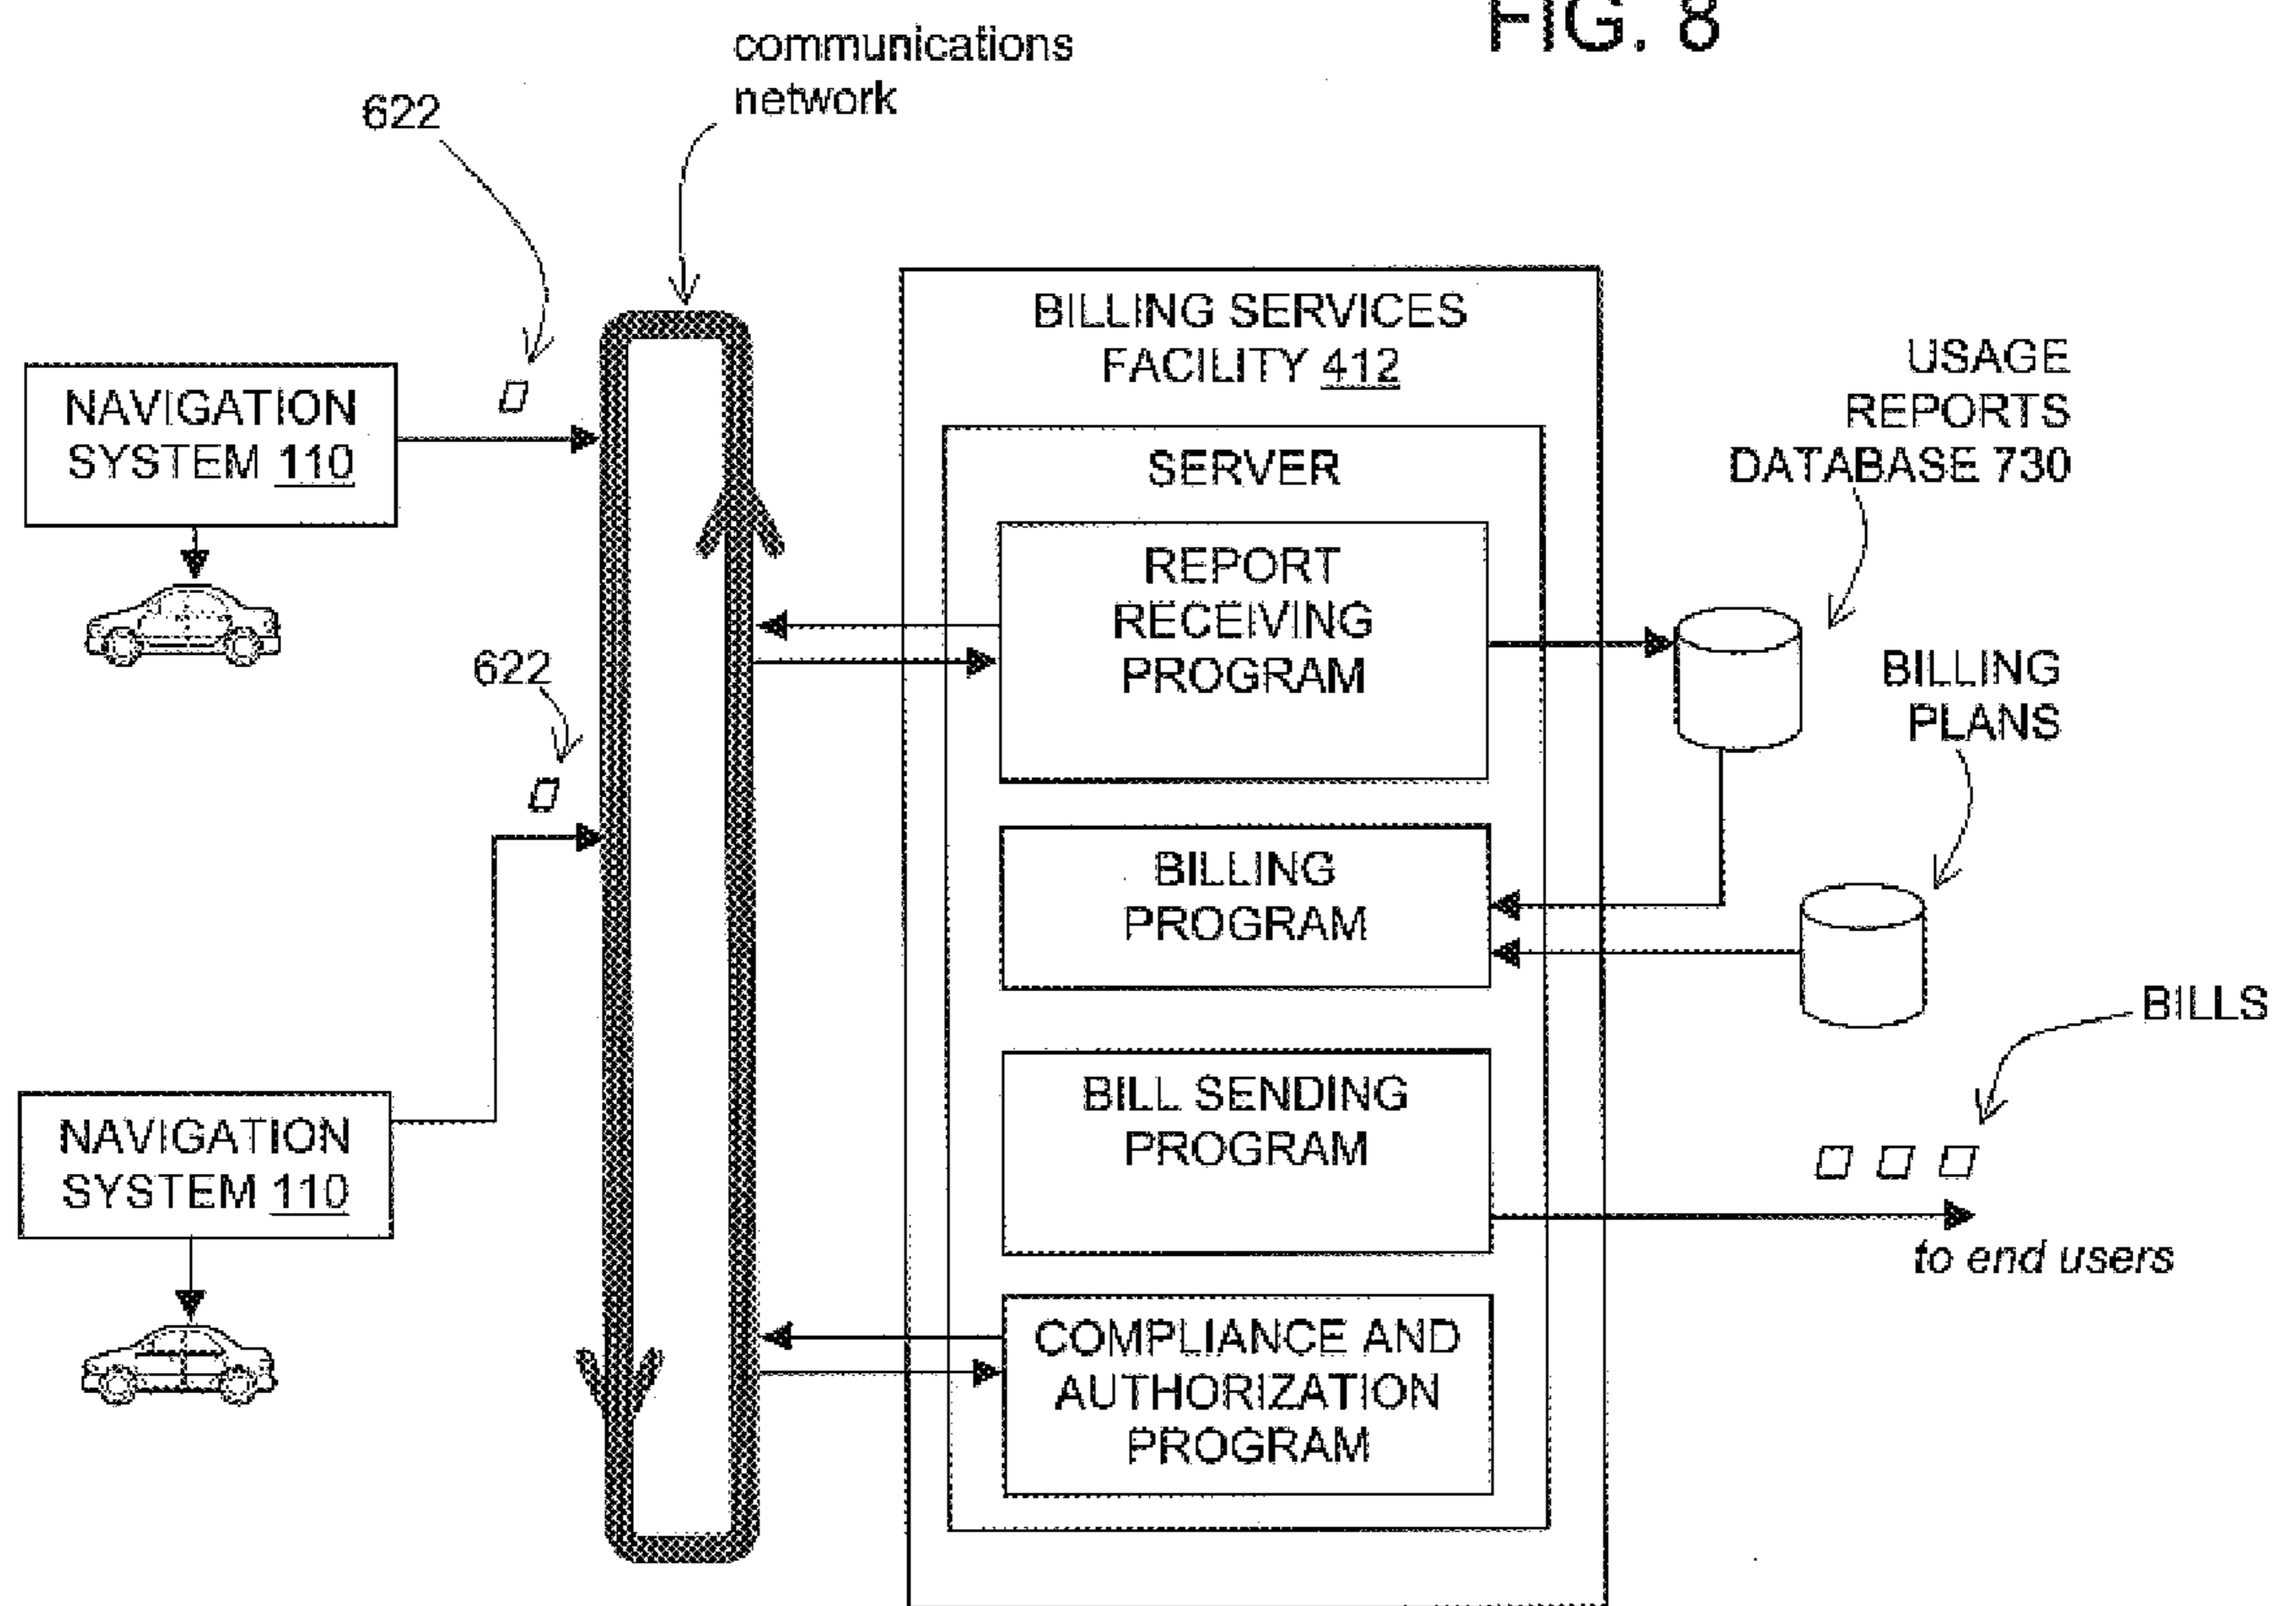 FIG. 8
communications
network
622
NAVIGATION
SYSTEM 110
622
NAVIGATION
SYSTEM 110
BILLING SERVICES
FACILITY 412
SERVER
REPORT
RECEIVING
PROGRAM
BILLING
PROGRAM
BILL SENDING
PROGRAM
COMPLIANCE AND
AUTHORIZATION
PROGRAM
USAGE
REPORTS
DATABASE 730
BILLING
PLANS
BILLS
to end users